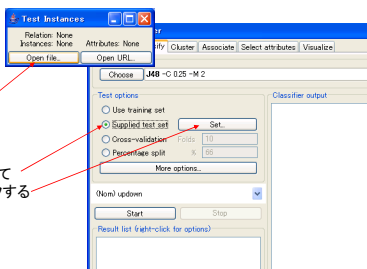 Test Instances
Relation: None
Instances: None Attributes: None
Open file... Open URL...
Cluster Associate Select attributes Visualize
Choose J48 -C 0.25 -M 2
Test options
Classifier output
Use training set
Supplied test set Set...
Cross-validation Folds 10
Percentage split % 66
More options...
(Nom) updown
Start Stop
Result list (right-click for options)
て
する